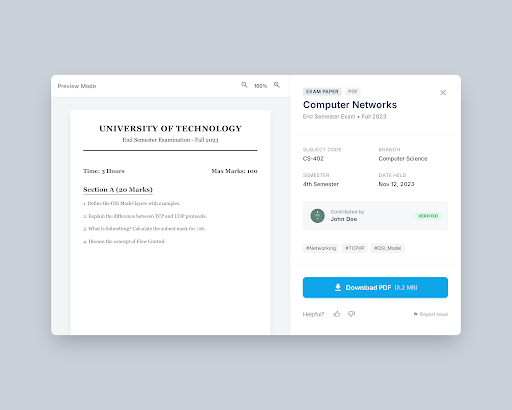 Preview Mode
100%
UNIVERSITY OF TECHNOLOGY
End Semester Examination - Fall 2023
Time: 3 Hours Max Marks: 100
Section A (20 Marks)
1. Define the OSI Model layers with examples.
2. Explain the difference between TCP and UDP protocols.
3. What is Subnetting? Calculate the subnet mask for /26.
4. Discuss the concept of Flow Control.
EXAM PAPER PDF
Computer Networks
End Semester Exam • Fall 2023
SUBJECT CODE BRANCH
CS-402 Computer Science
SEMESTER DATE HELD
4th Semester Nov 12, 2023
Contributed by
John Doe
VERIFIED
#Networking #TCP/IP #OSI_Model
Download PDF (3.2 MB)
Helpful? Report Issue